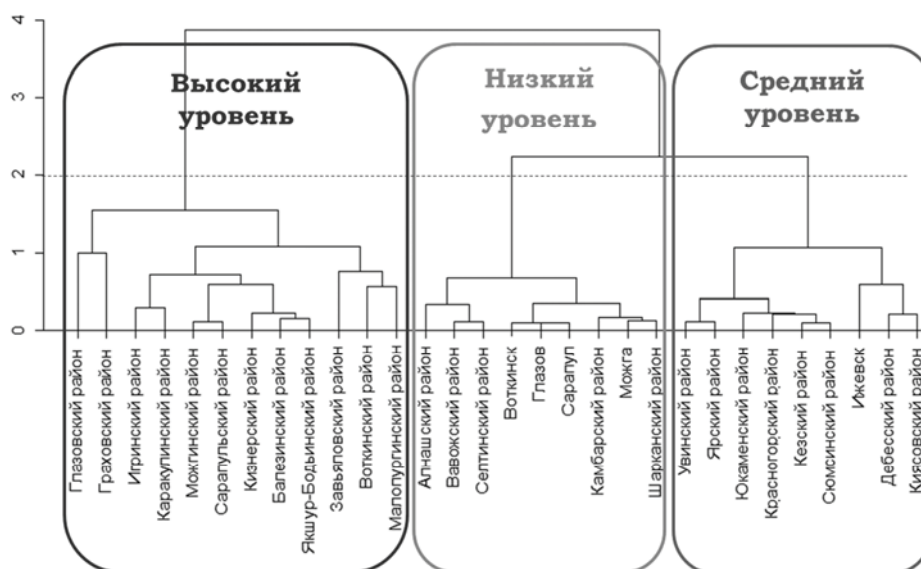 4
3
2
1
0
Высокий
уровень
Низкий
уровень
Средний
уровень
Глазовский район
Граховский район
Игринский район
Каракулинский район
Можгинский район
Сарапульский район
Кизнерский район
Балезинский район
Якшур-Бодьинский район
Завьяловский район
Воткинский район
Малопургинский район
Алнашский район
Вавожский район
Селтинский район
Воткинск
Глазов
Сарапул
Камбарский район
Можга
Шарканский район
Увинский район
Ярский район
Юкаменский район
Красногорский район
Кезский район
Сюмсинский район
Ижевск
Дебесский район
Киясовский район